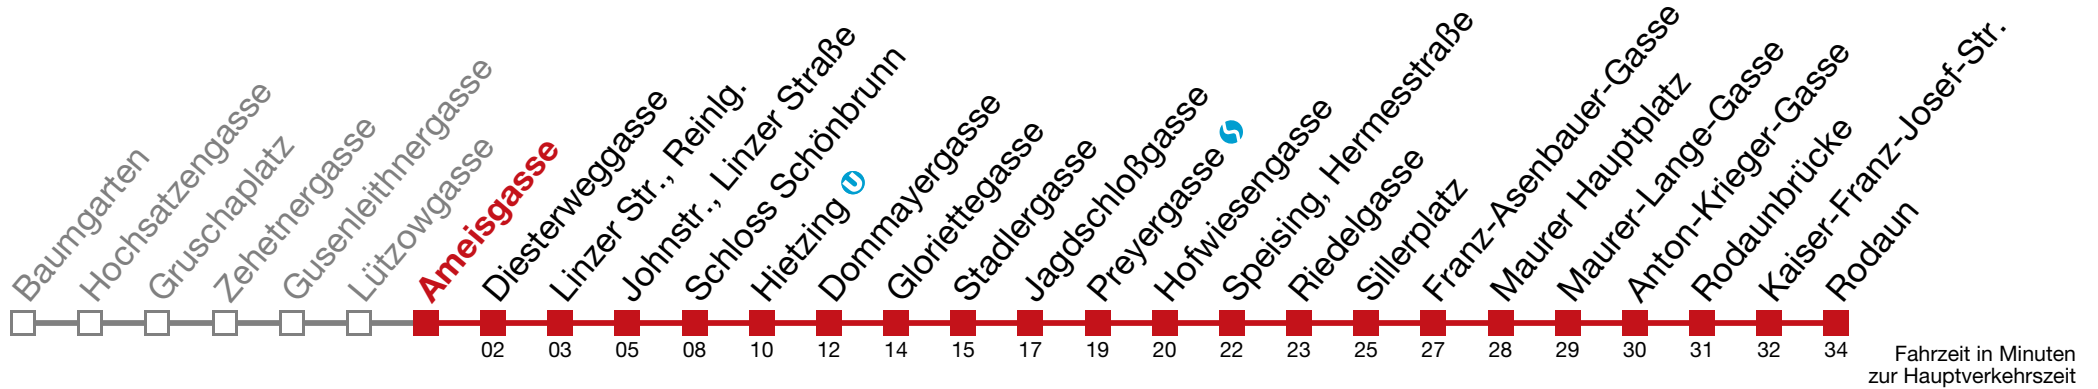 Baumgarten
Hochsatzengasse
Gruschaplatz
Zehetnergasse
Gusenleithnergasse
Lützowgasse
Ameisgasse
Diesterweggasse
Linzer Str., Reinlg.
Johnstr., Linzer Straße
Schloss Schönbrunn
Hietzing U
Dommayergasse
Gloriettegasse
Stadlergasse
Jagdschloßgasse
Preyergasse S
Hofwiesengasse
Speising, Hermesstraße
Riedelgasse
Sillerplatz
Franz-Asenbauer-Gasse
Maurer Hauptplatz
Maurer-Lange-Gasse
Anton-Krieger-Gasse
Rodaunbrücke
Kaiser-Franz-Josef-Str.
Rodaun
02 03 05 08 10 12 14 15 17 19 20 22 23 25 27 28 29 30 31 32 34
Fahrzeit in Minuten
zur Hauptverkehrszeit